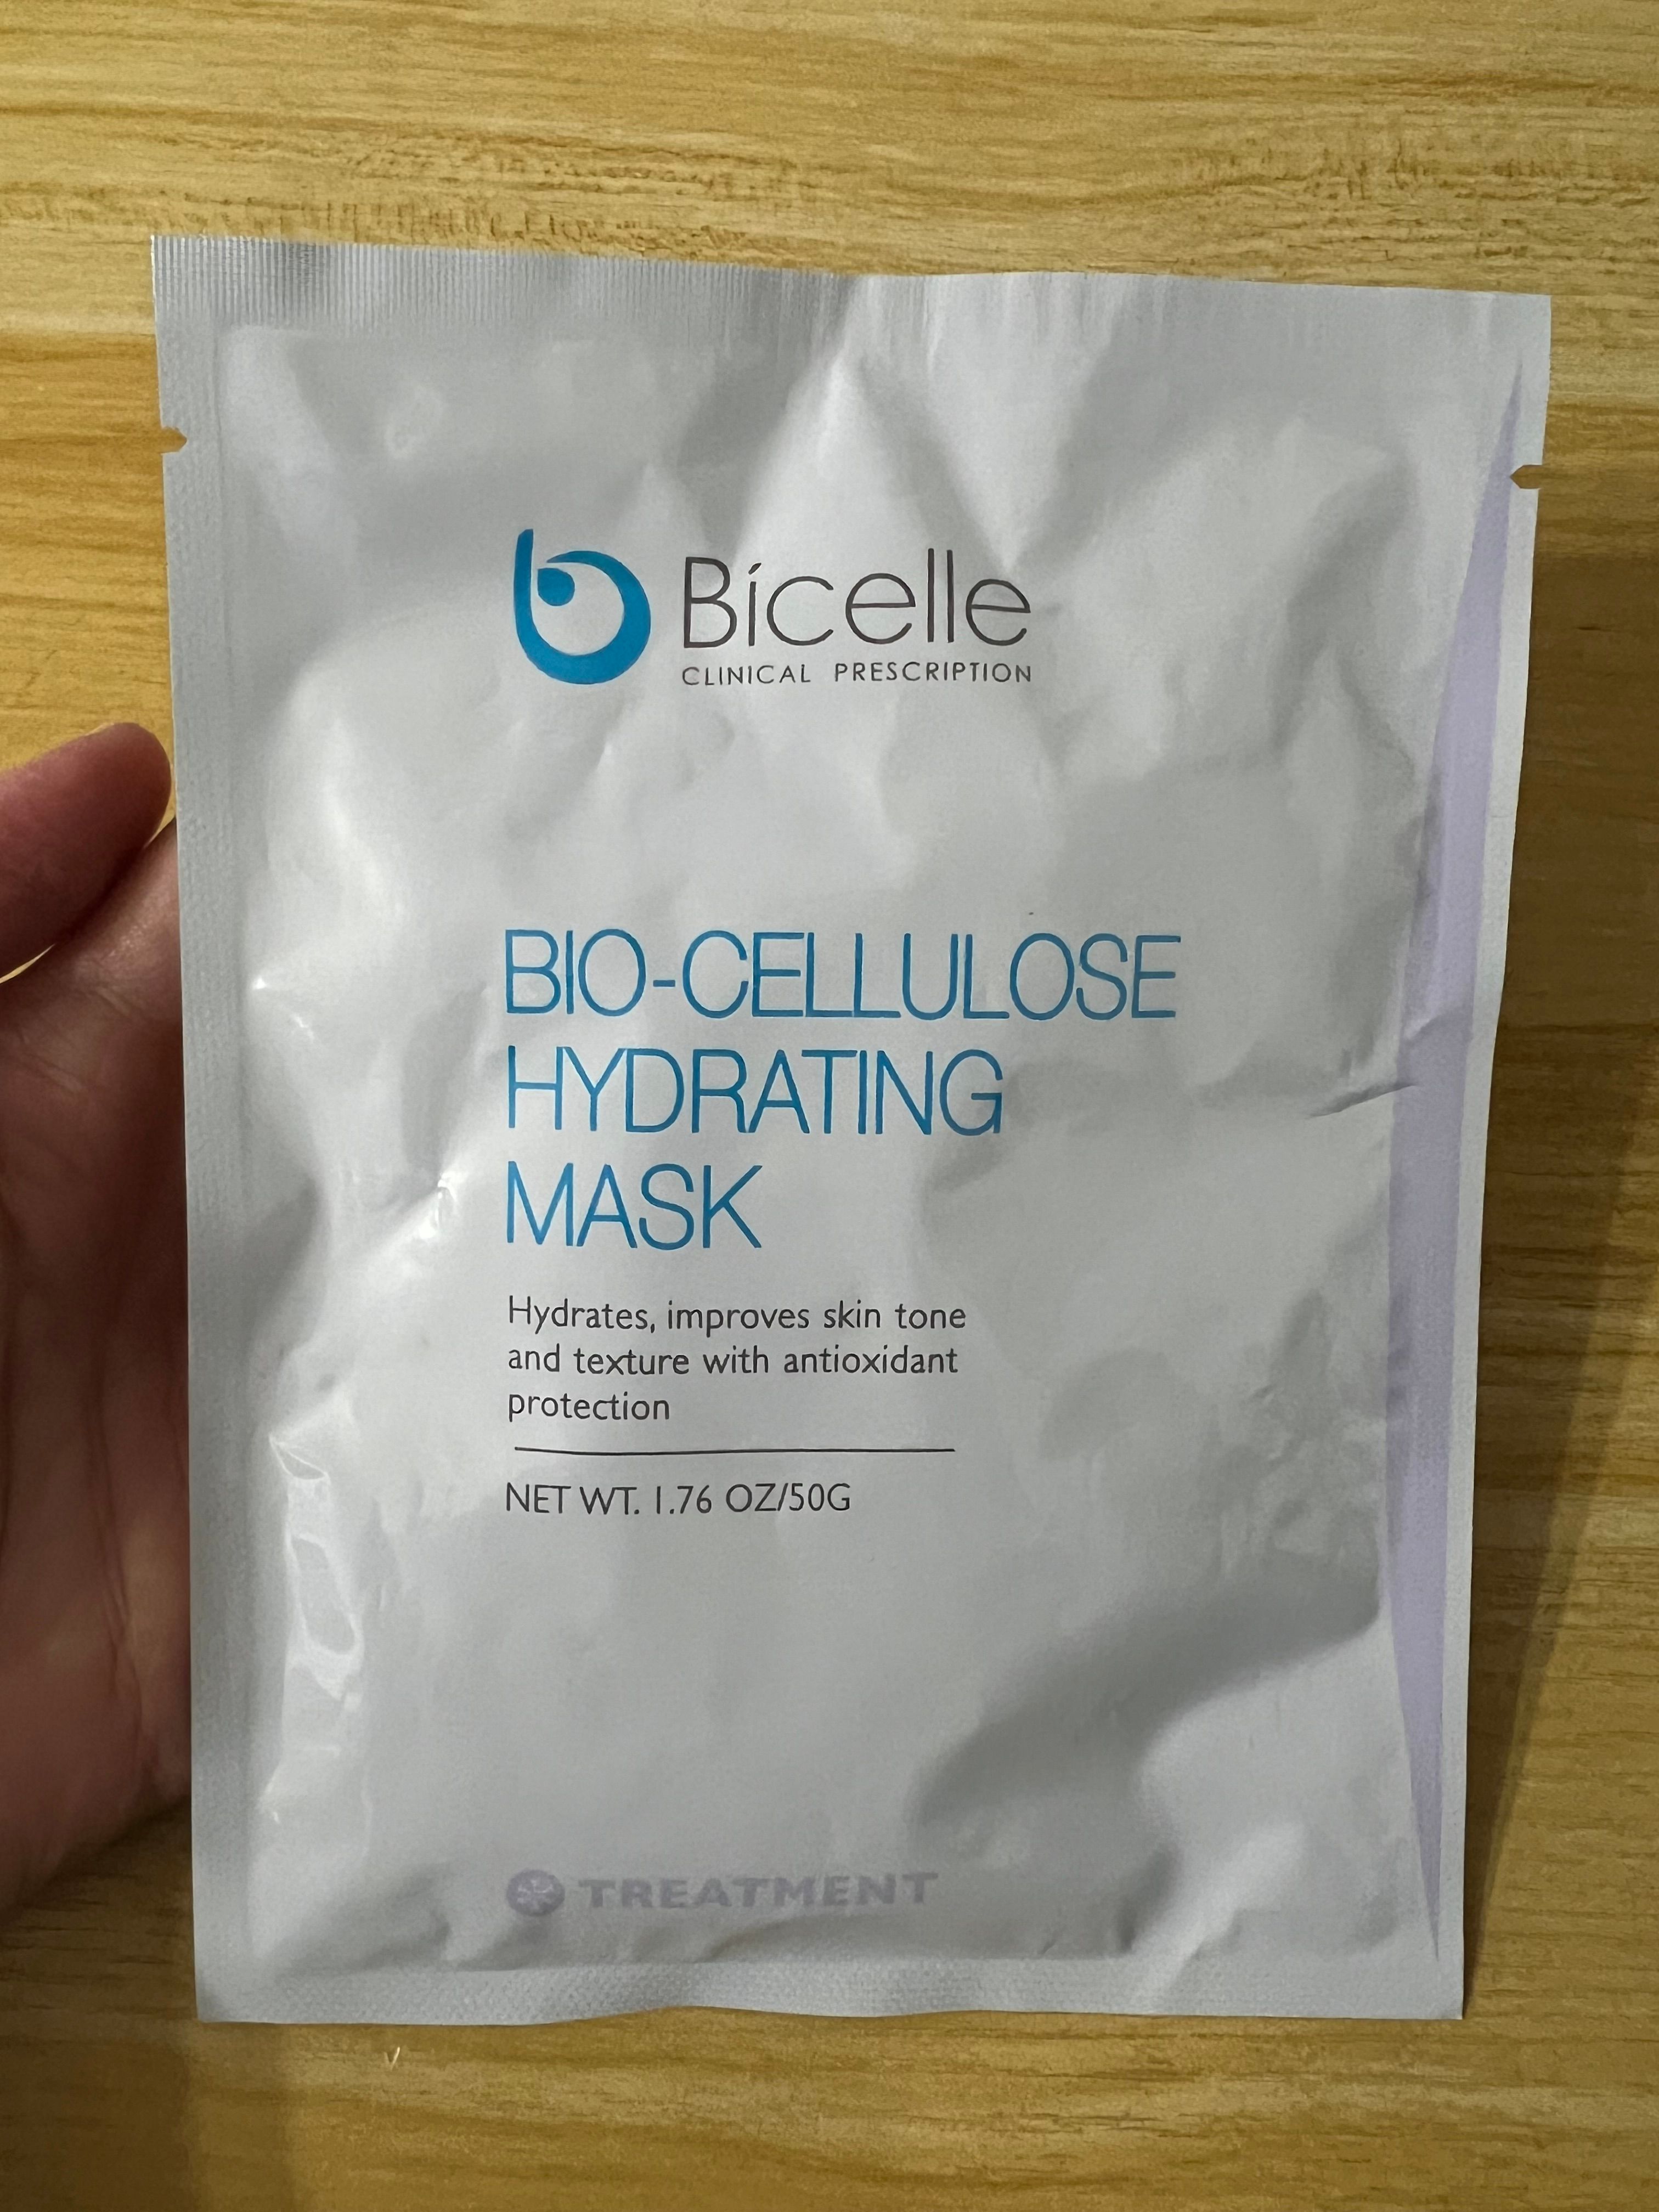 Bícelle
CLINICAL PRESCRIPTION
BIO-CELLULOSE
HYDRATING
MASK
Hydrates, improves skin tone
and texture with antioxidant
protection
NET WT. 1.76 OZ/50G
TREATMENT